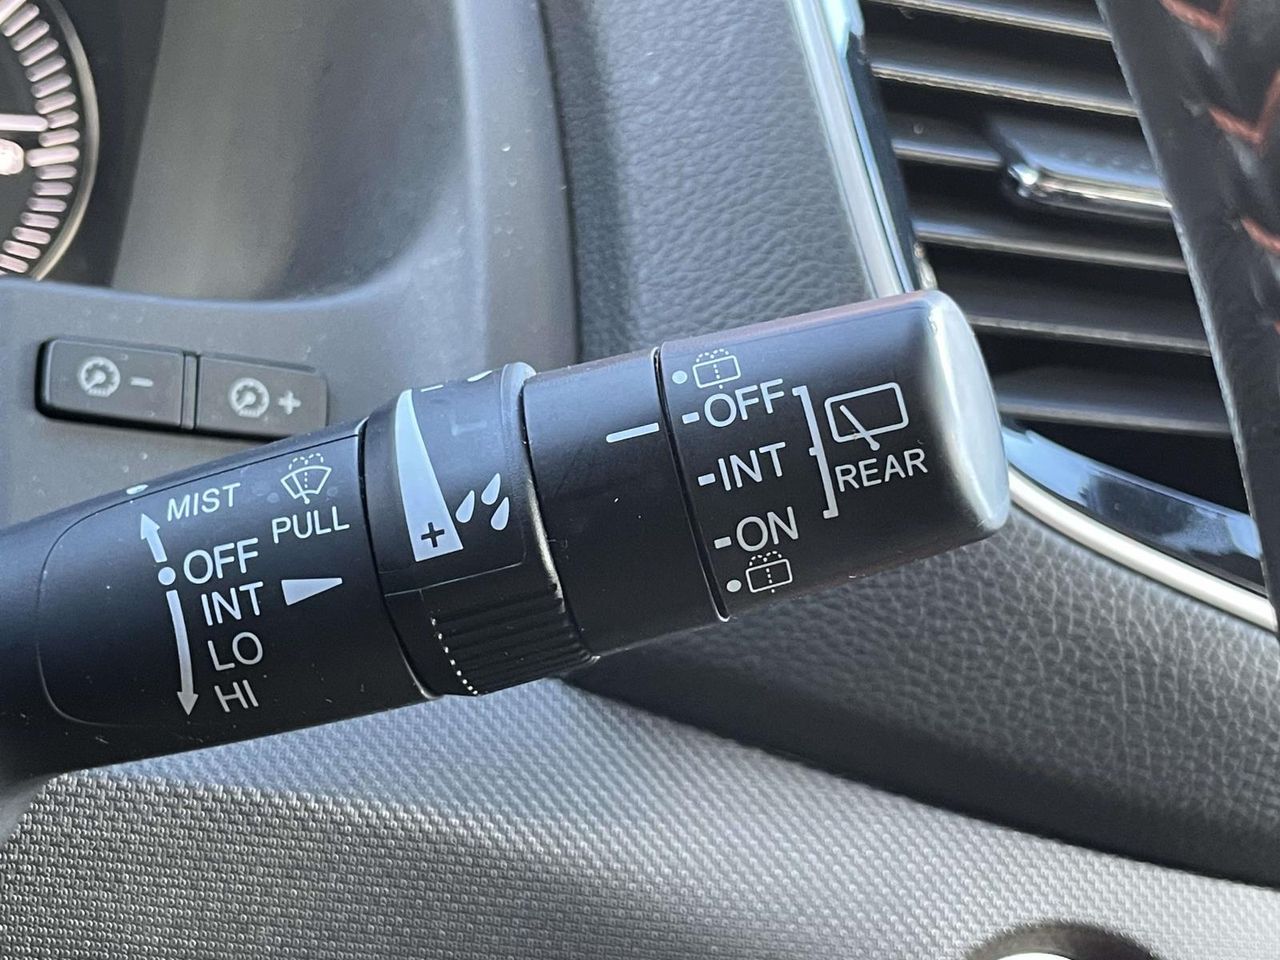 MIST
PULL
OFF
INT
LO
HI
OFF
INT
ON
REAR